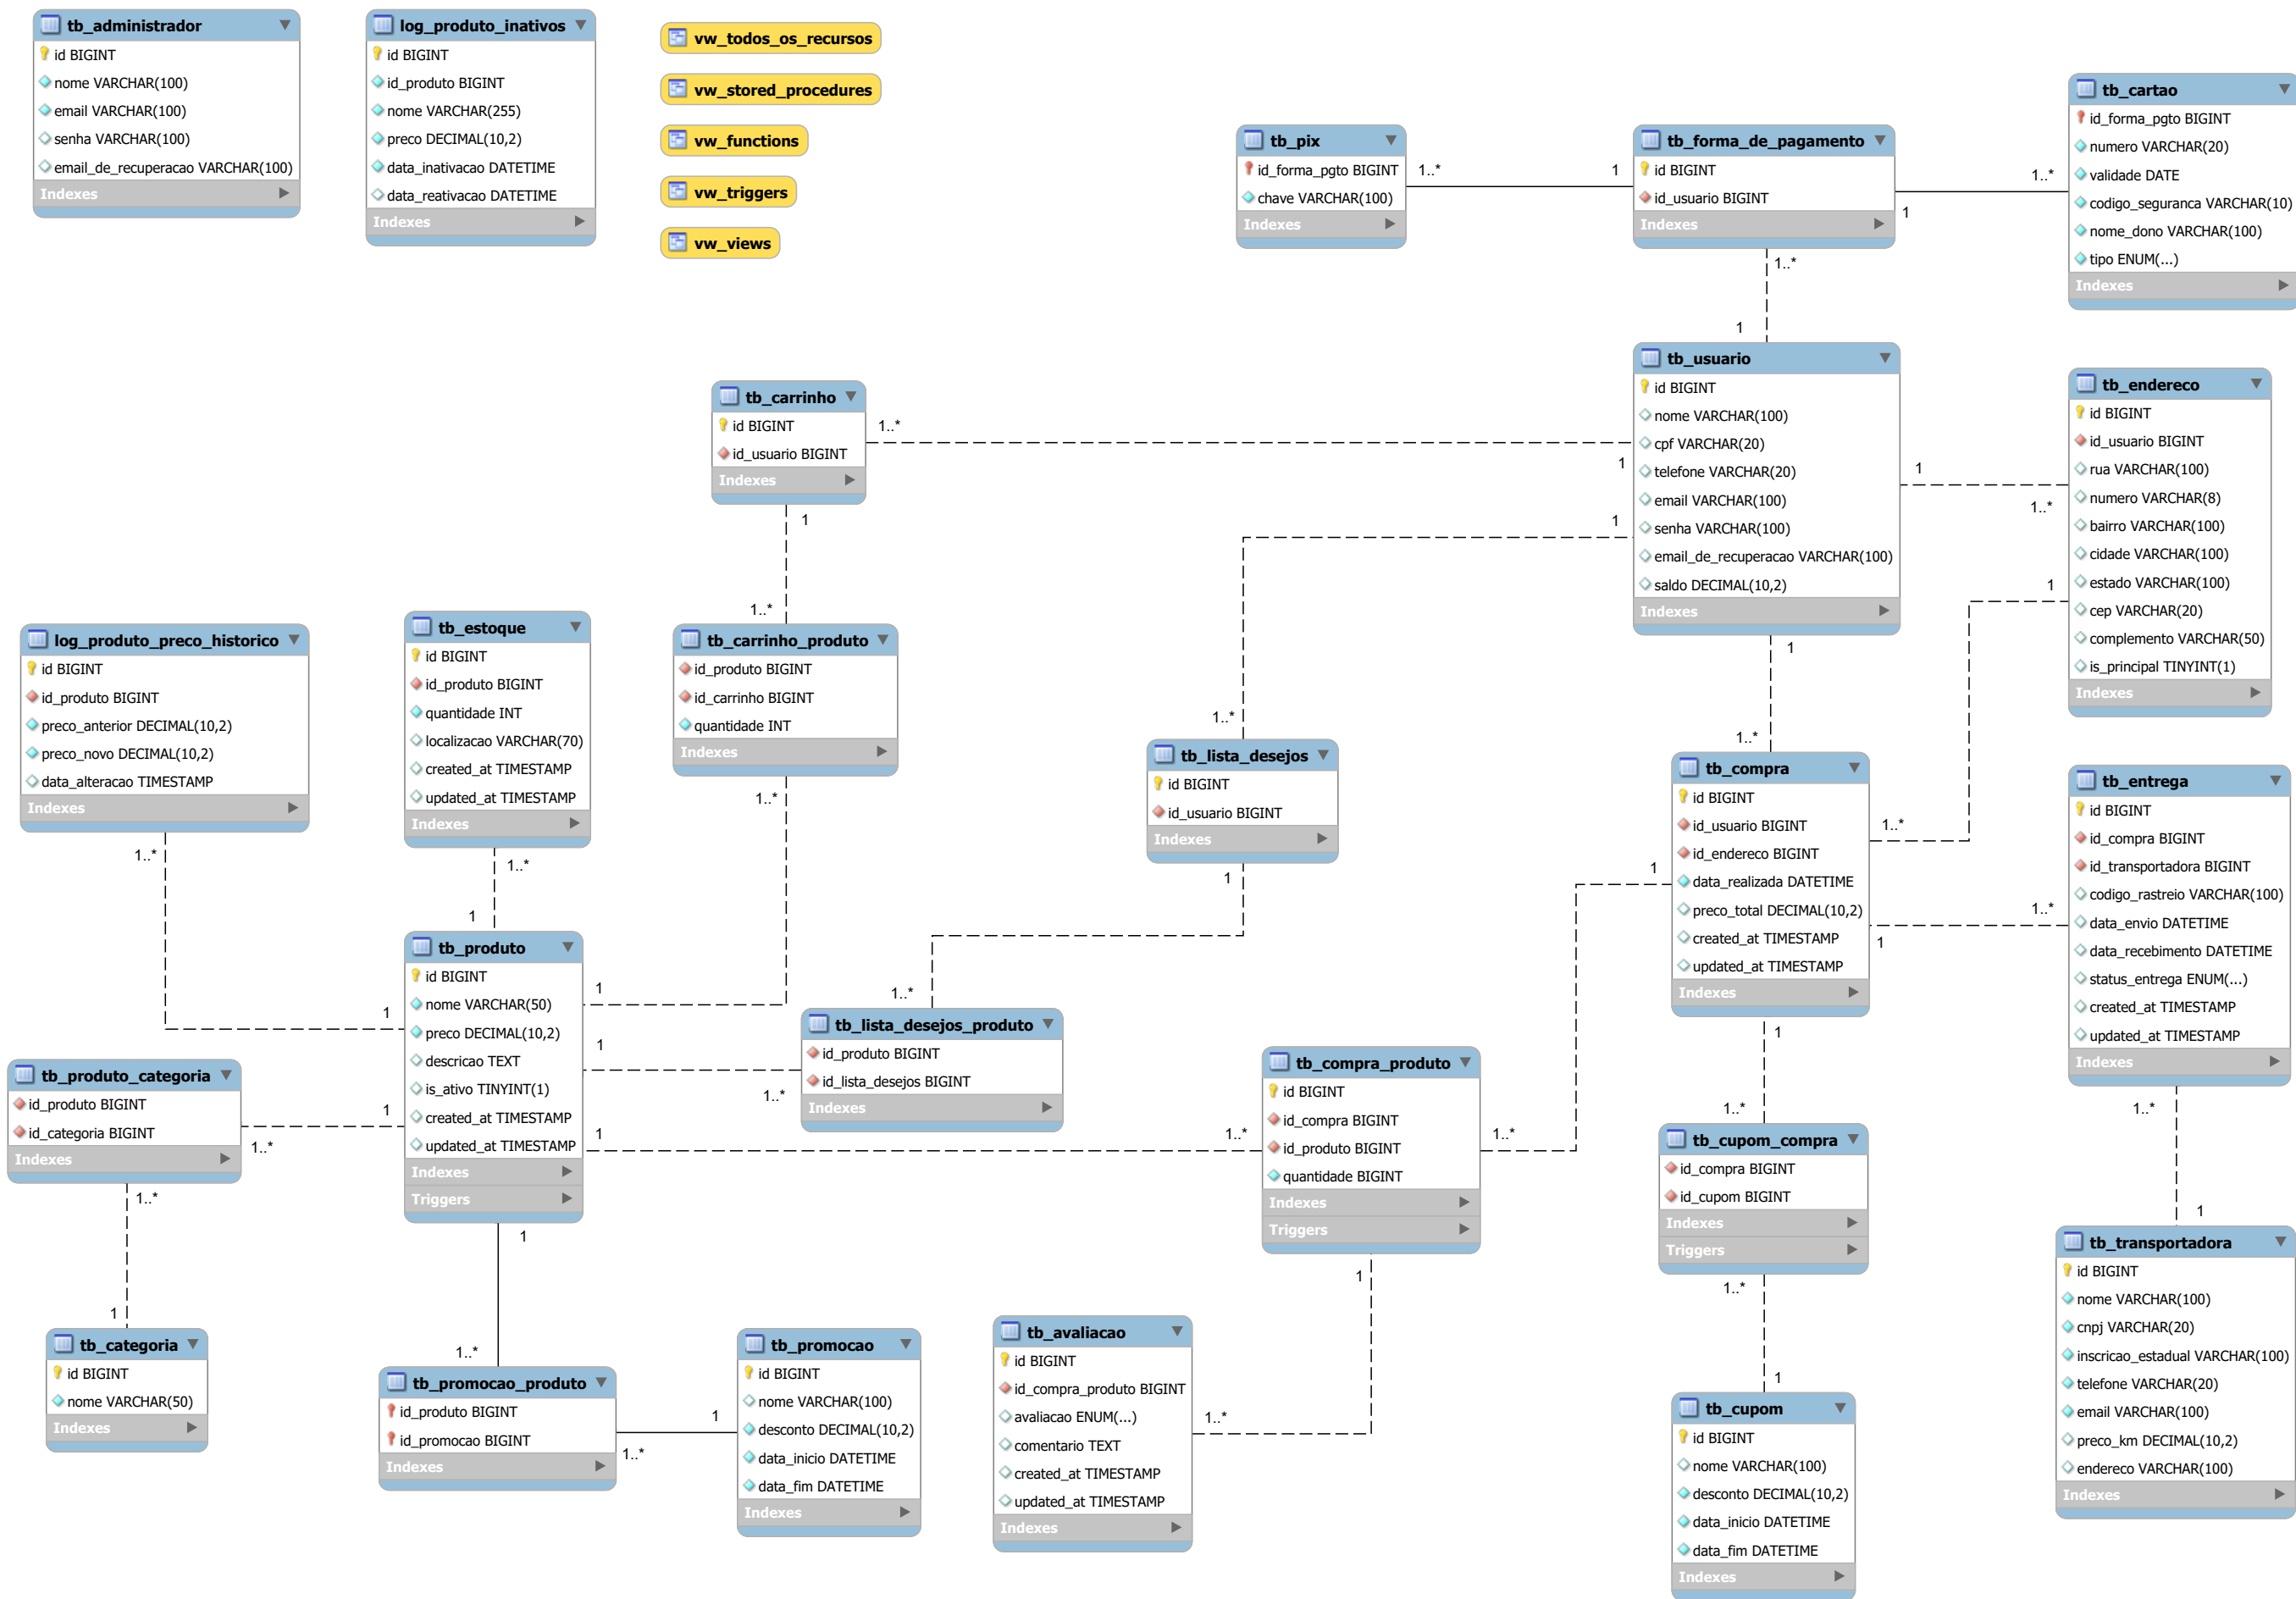 tb_administrador
id BIGINT
nome VARCHAR(100)
email VARCHAR(100)
senha VARCHAR(100)
email_de_recuperacao VARCHAR(100)
Indexes
log_produto_inativos
id BIGINT
id_produto BIGINT
nome VARCHAR(255)
preco DECIMAL(10,2)
data_inativacao DATETIME
data_reativacao DATETIME
Indexes
vw_todos_os_recursos
vw_stored_procedures
vw_functions
vw_triggers
vw_views
tb_pix
id_forma_pgto BIGINT
chave VARCHAR(100)
Indexes
1..*
1
tb_forma_de_pagamento
id BIGINT
id_usuario BIGINT
Indexes
1..*
1
1..*
1
tb_cartao
id_forma_pgto BIGINT
numero VARCHAR(20)
validade DATE
codigo_seguranca VARCHAR(10)
nome_dono VARCHAR(100)
tipo ENUM(...)
Indexes
tb_carrinho
id BIGINT
id_usuario BIGINT
Indexes
1..*
1
1
1..*
tb_usuario
id BIGINT
nome VARCHAR(100)
cpf VARCHAR(20)
telefone VARCHAR(20)
email VARCHAR(100)
senha VARCHAR(100)
email_de_recuperacao VARCHAR(100)
saldo DECIMAL(10,2)
Indexes
1
1..*
1
1..*
1
1..*
tb_endereco
id BIGINT
id_usuario BIGINT
rua VARCHAR(100)
numero VARCHAR(8)
bairro VARCHAR(100)
cidade VARCHAR(100)
estado VARCHAR(100)
cep VARCHAR(20)
complemento VARCHAR(50)
is_principal TINYINT(1)
Indexes
1
1..*
log_produto_preco_historico
id BIGINT
id_produto BIGINT
preco_anterior DECIMAL(10,2)
preco_novo DECIMAL(10,2)
data_alteracao TIMESTAMP
Indexes
1..*
1
tb_estoque
id BIGINT
id_produto BIGINT
quantidade INT
localizacao VARCHAR(70)
created_at TIMESTAMP
updated_at TIMESTAMP
Indexes
1..*
1
tb_carrinho_produto
id_produto BIGINT
id_carrinho BIGINT
quantidade INT
Indexes
1..*
1
tb_lista_desejos
id BIGINT
id_usuario BIGINT
Indexes
1
1..*
tb_compra
id BIGINT
id_usuario BIGINT
id_endereco BIGINT
data_realizada DATETIME
preco_total DECIMAL(10,2)
created_at TIMESTAMP
updated_at TIMESTAMP
Indexes
1
1..*
1
1..*
1
1..*
tb_entrega
id BIGINT
id_compra BIGINT
id_transportadora BIGINT
codigo_rastreio VARCHAR(100)
data_envio DATETIME
data_recebimento DATETIME
status_entrega ENUM(...)
created_at TIMESTAMP
updated_at TIMESTAMP
Indexes
1..*
1
tb_produto
id BIGINT
nome VARCHAR(50)
preco DECIMAL(10,2)
descricao TEXT
is_ativo TINYINT(1)
created_at TIMESTAMP
updated_at TIMESTAMP
Indexes
Triggers
1
1..*
1
1..*
1
1..*
tb_lista_desejos_produto
id_produto BIGINT
id_lista_desejos BIGINT
Indexes
tb_produto_categoria
id_produto BIGINT
id_categoria BIGINT
Indexes
1
1..*
1..*
1
tb_compra_produto
id BIGINT
id_compra BIGINT
id_produto BIGINT
quantidade BIGINT
Indexes
Triggers
1
1..*
tb_cupom_compra
id_compra BIGINT
id_cupom BIGINT
Indexes
Triggers
1..*
1
tb_transportadora
id BIGINT
nome VARCHAR(100)
cnpj VARCHAR(20)
inscricao_estadual VARCHAR(100)
telefone VARCHAR(20)
email VARCHAR(100)
preco_km DECIMAL(10,2)
endereco VARCHAR(100)
Indexes
tb_categoria
id BIGINT
nome VARCHAR(50)
Indexes
tb_promocao_produto
id_produto BIGINT
id_promocao BIGINT
Indexes
1
1..*
tb_promocao
id BIGINT
nome VARCHAR(100)
desconto DECIMAL(10,2)
data_inicio DATETIME
data_fim DATETIME
Indexes
tb_avaliacao
id BIGINT
id_compra_produto BIGINT
avaliacao ENUM(...)
comentario TEXT
created_at TIMESTAMP
updated_at TIMESTAMP
Indexes
tb_cupom
id BIGINT
nome VARCHAR(100)
desconto DECIMAL(10,2)
data_inicio DATETIME
data_fim DATETIME
Indexes